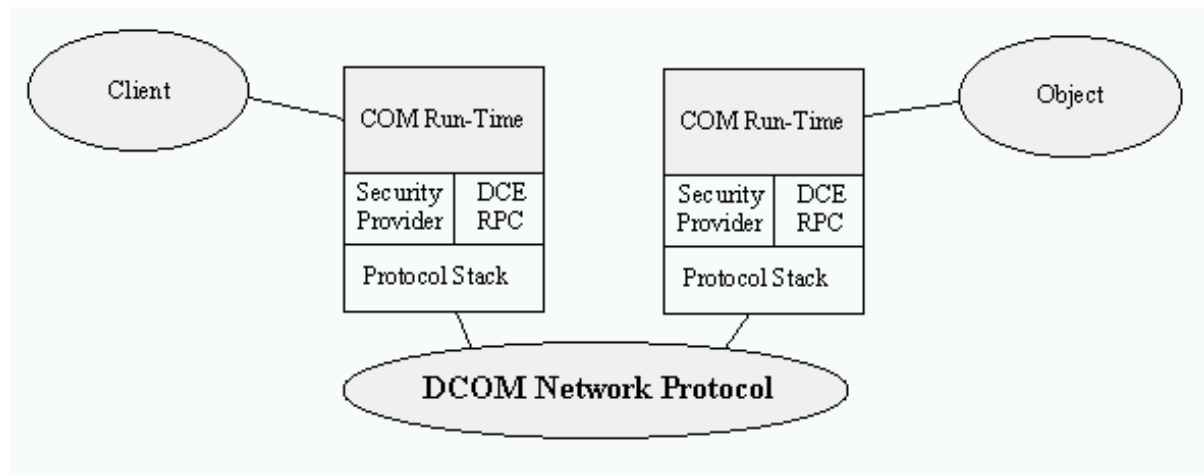 Client
COM Run-Time
Security
Provider
DCE
RPC
Protocol Stack
COM Run-Time
Security
Provider
DCE
RPC
Protocol Stack
Object
DCOM Network Protocol